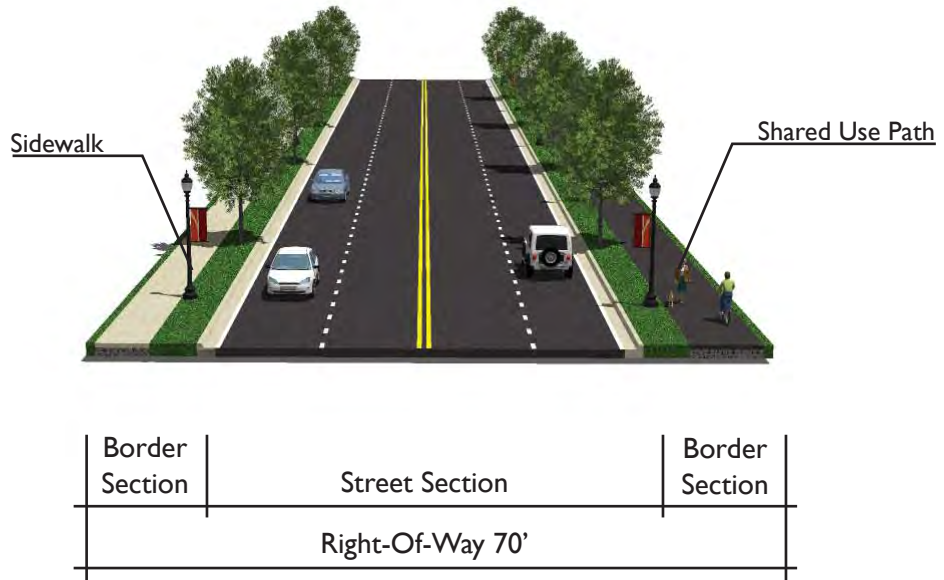 Sidewalk
Shared Use Path
Border
Section
Street Section
Border
Section
Right-Of-Way 70’